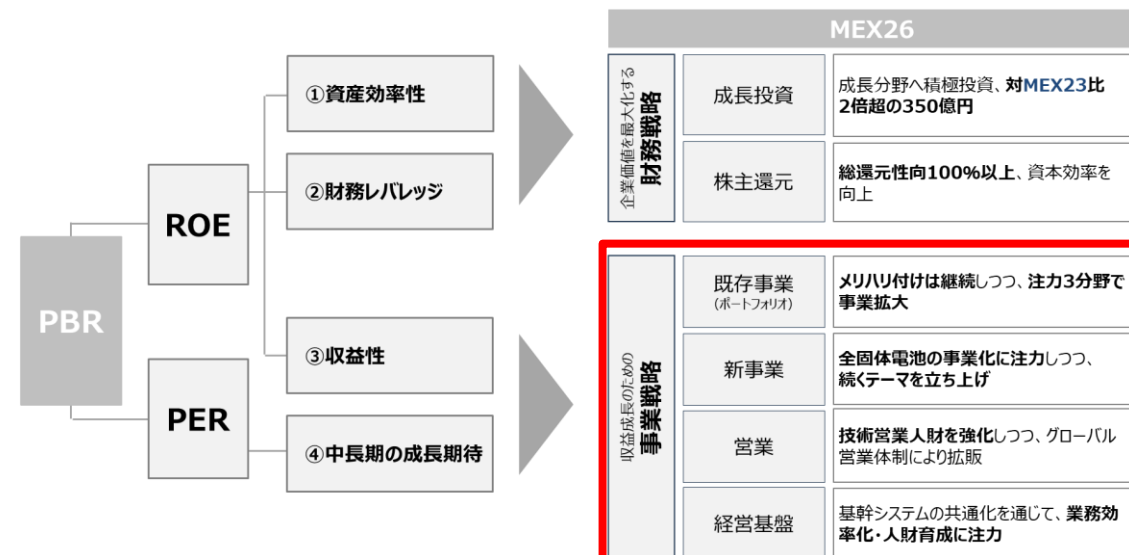 MEX26
PBR
ROE
PER
①資産効率性
②財務レバレッジ
③収益性
④中長期の成長期待
企業価値を最大化する
財務戦略
成長投資
成長分野へ積極投資、対MEX23比
2倍超の350億円
株主還元
総還元性向100%以上、資本効率を
向上
収益成長のための
事業戦略
既存事業
(ポートフォリオ)
メリハリ付けは継続しつつ、注力3分野で
事業拡大
新事業
全固体電池の事業化に注力しつつ、
続くテーマを立ち上げ
営業
技術営業人財を強化しつつ、グローバル
営業体制により拡販
経営基盤
基幹システムの共通化を通じて、業務効
率化・人財育成に注力